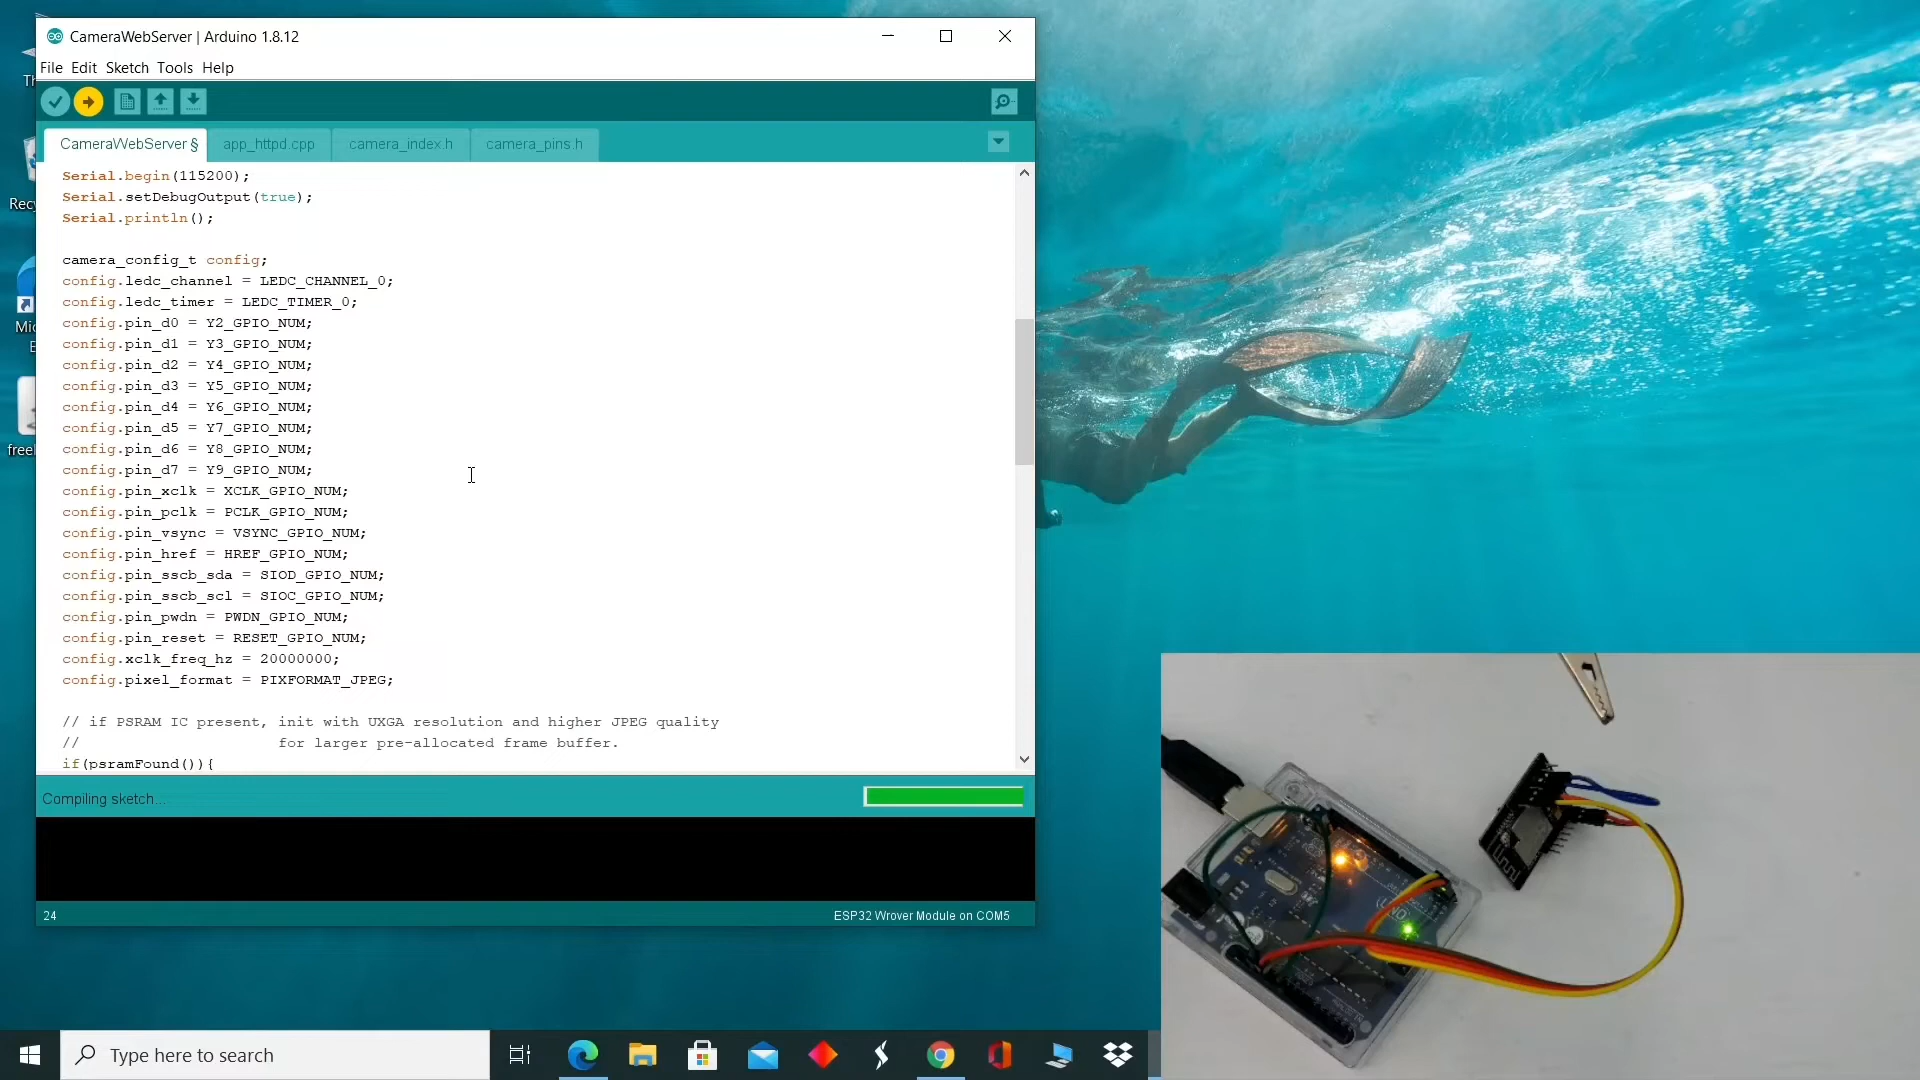 CameraWebServer | Arduino 1.8.12
File Edit Sketch Tools Help
CameraWebServer § app_httpd.cpp camera_index.h camera_pins.h
Serial.begin(115200);
Serial.setDebugOutput(true);
Serial.println();
camera_config_t config;
config.ledc_channel = LEDC_CHANNEL_0;
config.ledc_timer = LEDC_TIMER_0;
config.pin_d0 = Y2_GPIO_NUM;
config.pin_d1 = Y3_GPIO_NUM;
config.pin_d2 = Y4_GPIO_NUM;
config.pin_d3 = Y5_GPIO_NUM;
config.pin_d4 = Y6_GPIO_NUM;
config.pin_d5 = Y7_GPIO_NUM;
config.pin_d6 = Y8_GPIO_NUM;
config.pin_d7 = Y9_GPIO_NUM;
config.pin_xclk = XCLK_GPIO_NUM;
config.pin_pclk = PCLK_GPIO_NUM;
config.pin_vsync = VSYNC_GPIO_NUM;
config.pin_href = HREF_GPIO_NUM;
config.pin_sscb_sda = SIOD_GPIO_NUM;
config.pin_sscb_scl = SIOC_GPIO_NUM;
config.pin_pwdn = PWDN_GPIO_NUM;
config.pin_reset = RESET_GPIO_NUM;
config.xclk_freq_hz = 20000000;
config.pixel_format = PIXFORMAT_JPEG;
// if PSRAM IC present, init with UXGA resolution and higher JPEG quality
// for larger pre-allocated frame buffer.
if(psramFound()){
Compiling sketch...
24 ESP32 Wrover Module on COM5
Th
Recy
Mic
E
free
UNO
Type here to search